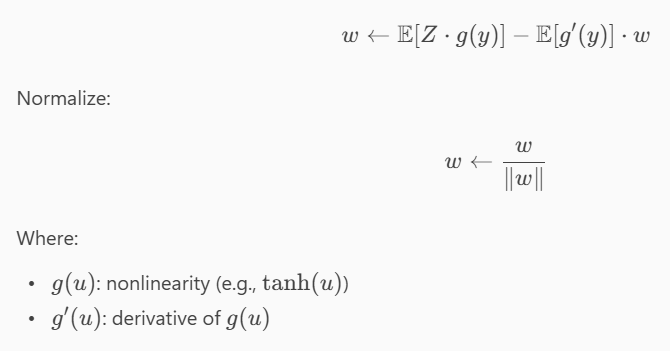 w ← 𝔼[Z · g(y)] − 𝔼[g′(y)] · w
Normalize:
w ← w / ‖w‖
Where:
• g(u): nonlinearity (e.g., tanh(u))
• g′(u): derivative of g(u)